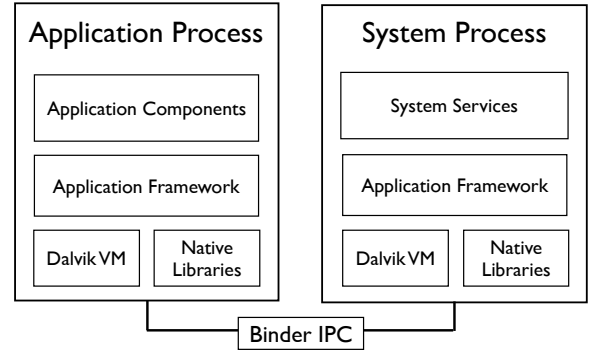 Application Process
Application Components
Application Framework
Dalvik VM
Native
Libraries
System Process
System Services
Application Framework
Dalvik VM
Native
Libraries
Binder IPC